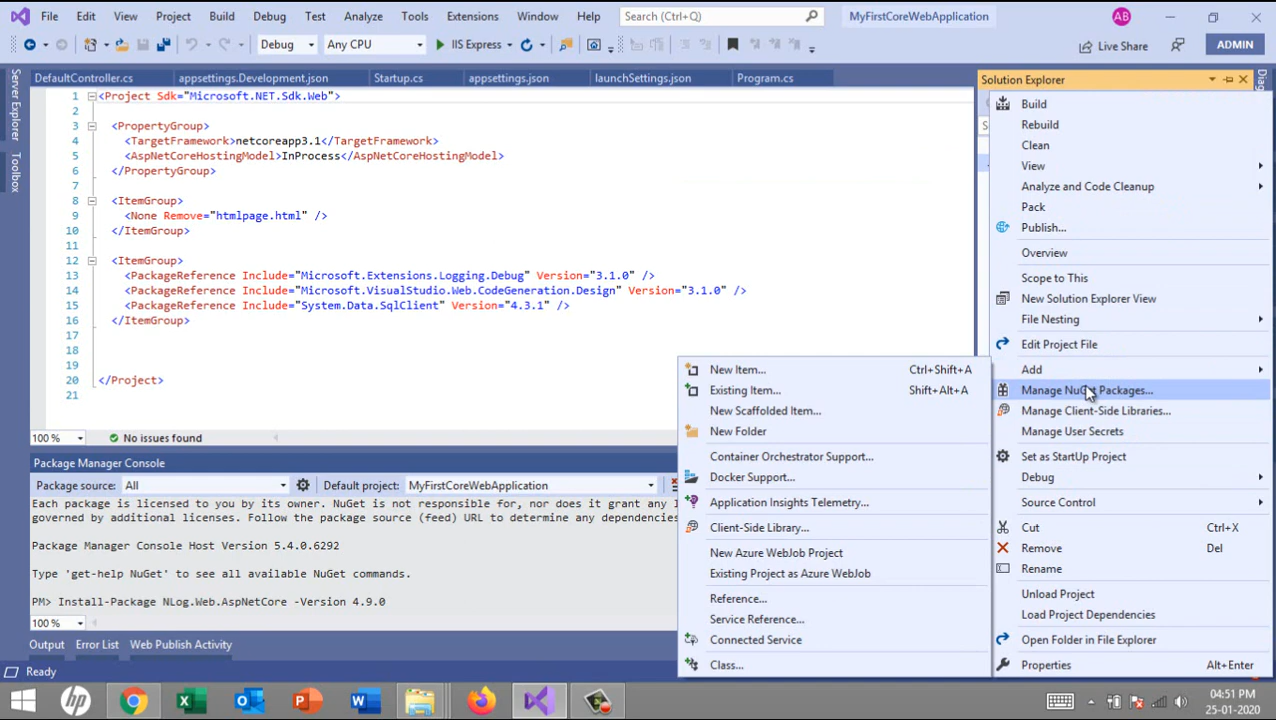 File Edit View Project Build Debug Test Analyze Tools Extensions Window Help Search (Ctrl+Q) MyFirstCoreWebApplication AB
Debug Any CPU IIS Express Live Share ADMIN
DefaultController.cs appsettings.Development.json Startup.cs appsettings.json launchSettings.json Program.cs
Server Explorer
Toolbox
1 <Project Sdk="Microsoft.NET.Sdk.Web">
2
3 <PropertyGroup>
4 <TargetFramework>netcoreapp3.1</TargetFramework>
5 <AspNetCoreHostingModel>InProcess</AspNetCoreHostingModel>
6 </PropertyGroup>
7
8 <ItemGroup>
9 <None Remove="htmlpage.html" />
10 </ItemGroup>
11
12 <ItemGroup>
13 <PackageReference Include="Microsoft.Extensions.Logging.Debug" Version="3.1.0" />
14 <PackageReference Include="Microsoft.VisualStudio.Web.CodeGeneration.Design" Version="3.1.0" />
15 <PackageReference Include="System.Data.SqlClient" Version="4.3.1" />
16 </ItemGroup>
17
18
19
20 </Project>
21
100 % No issues found
Package Manager Console
Package source: All Default project: MyFirstCoreWebApplication
Each package is licensed to you by its owner. NuGet is not responsible for, nor does it grant any
governed by additional licenses. Follow the package source (feed) URL to determine any dependencies
Package Manager Console Host Version 5.4.0.6292
Type 'get-help NuGet' to see all available NuGet commands.
PM> Install-Package NLog.Web.AspNetCore -Version 4.9.0
100 %
Output Error List Web Publish Activity
Ready
New Item... Ctrl+Shift+A
Existing Item... Shift+Alt+A
New Scaffolded Item...
New Folder
Container Orchestrator Support...
Docker Support...
Application Insights Telemetry...
Client-Side Library...
New Azure WebJob Project
Existing Project as Azure WebJob
Reference...
Service Reference...
Connected Service
Class...
Solution Explorer
Build
Rebuild
Clean
View
Analyze and Code Cleanup
Pack
Publish...
Overview
Scope to This
New Solution Explorer View
File Nesting
Edit Project File
Add
Manage NuGet Packages...
Manage Client-Side Libraries...
Manage User Secrets
Set as StartUp Project
Debug
Source Control
Cut Ctrl+X
Remove Del
Rename
Unload Project
Load Project Dependencies
Open Folder in File Explorer
Properties Alt+Enter
hp
04:51 PM
25-01-2020